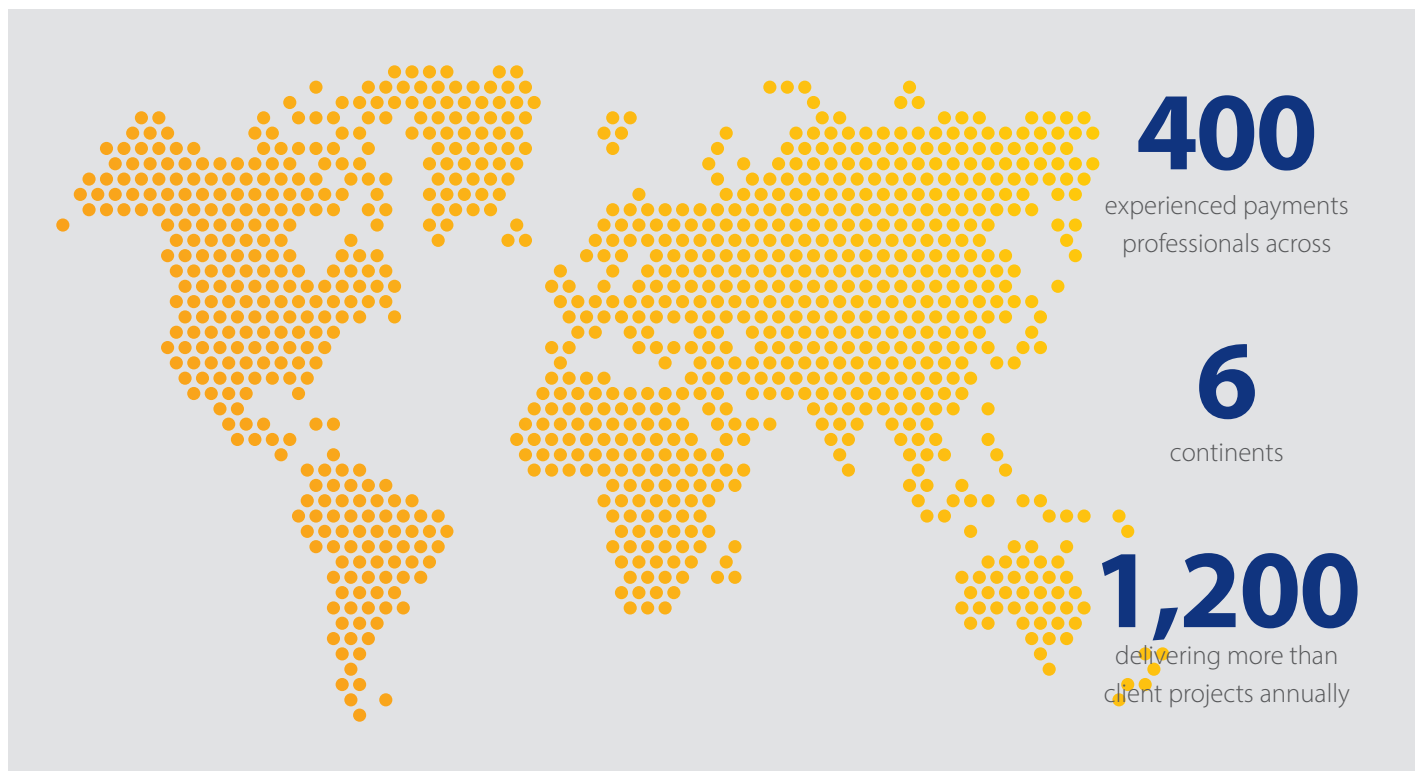 400
experienced payments
professionals across
6
continents
1,200
delivering more than
client projects annually